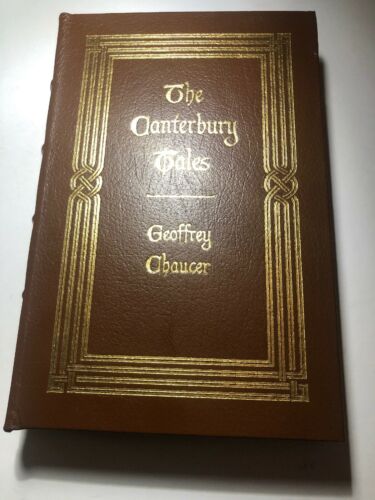 The
Canterbury
Tales
Geoffrey
Chaucer